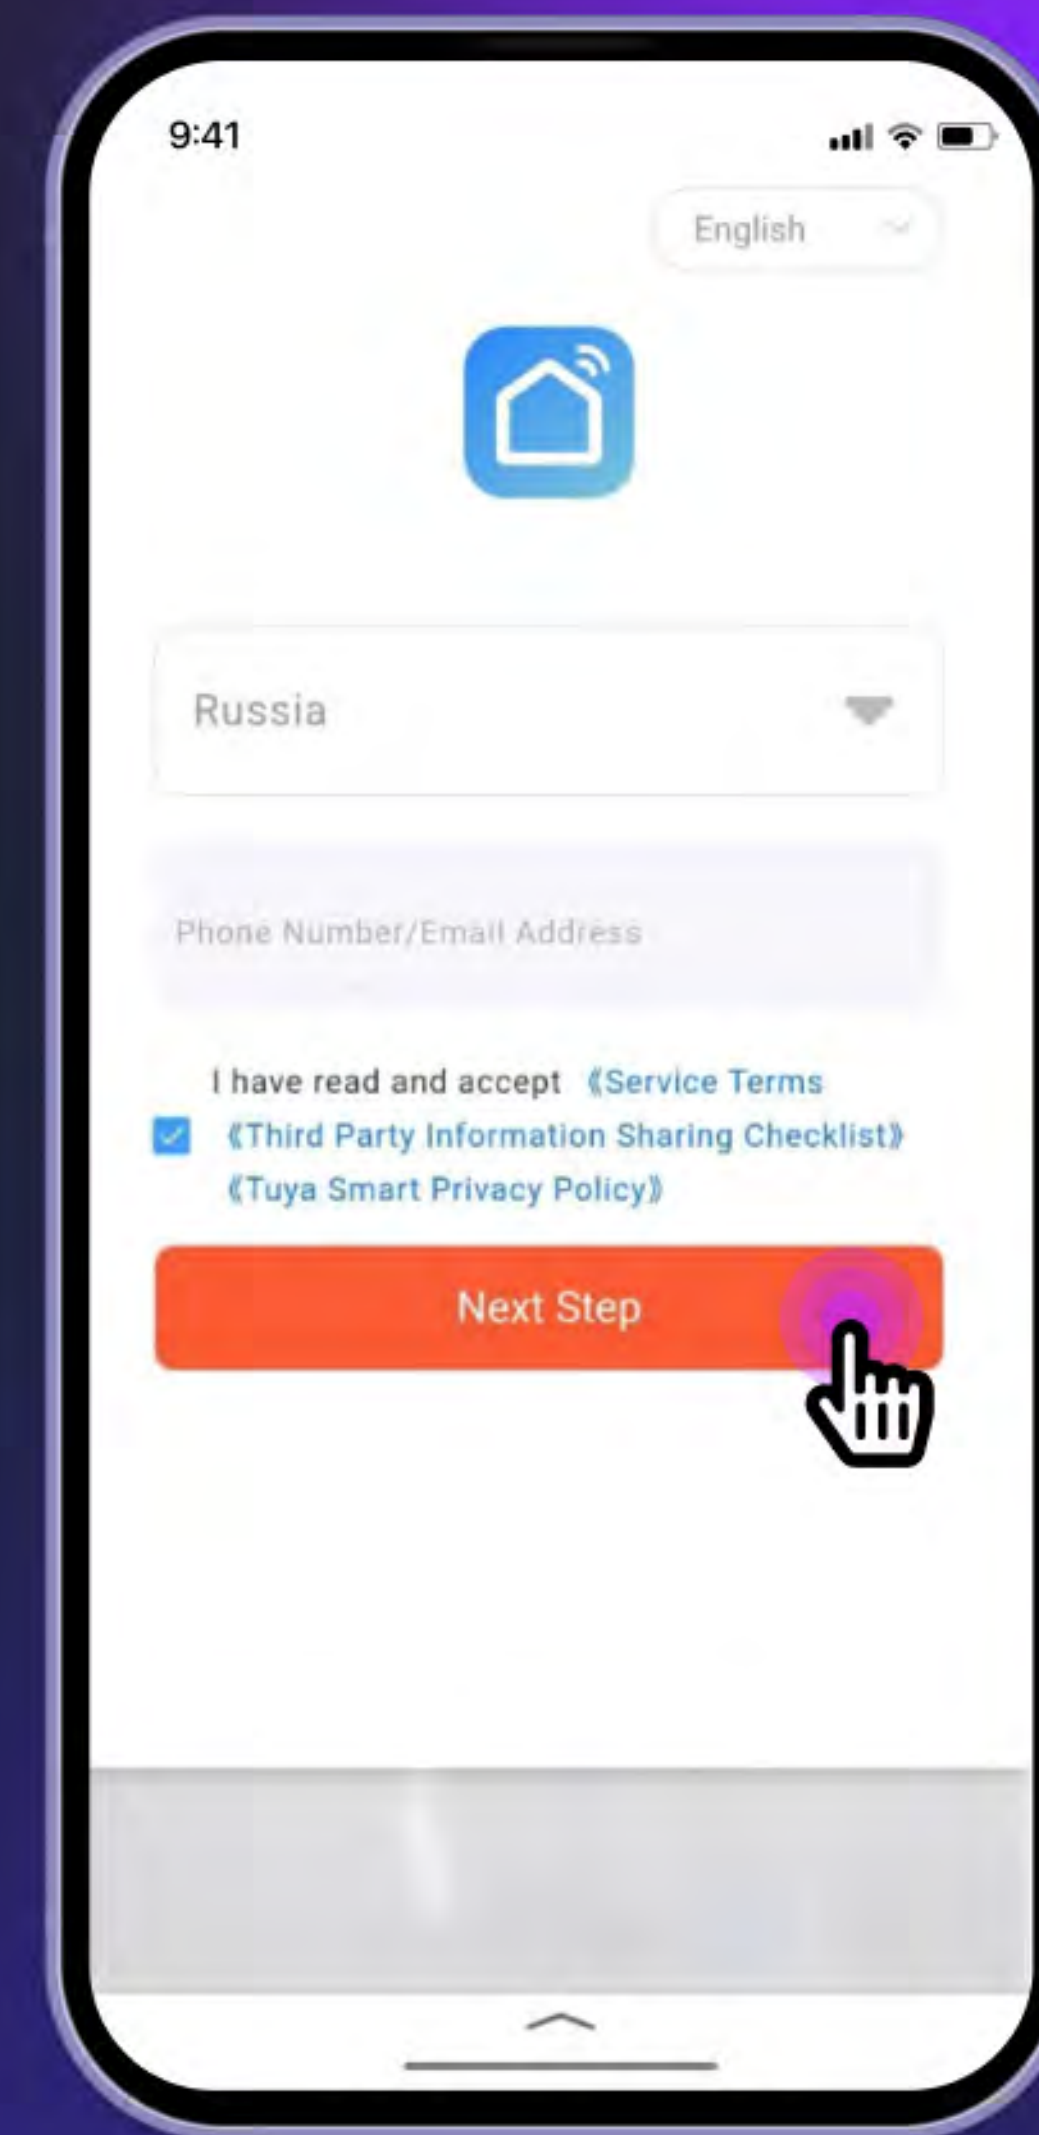 9:41
English
Russia
Phone Number/Email Address
I have read and accept 《Service Terms
《Third Party Information Sharing Checklist》
《Tuya Smart Privacy Policy》
Next Step